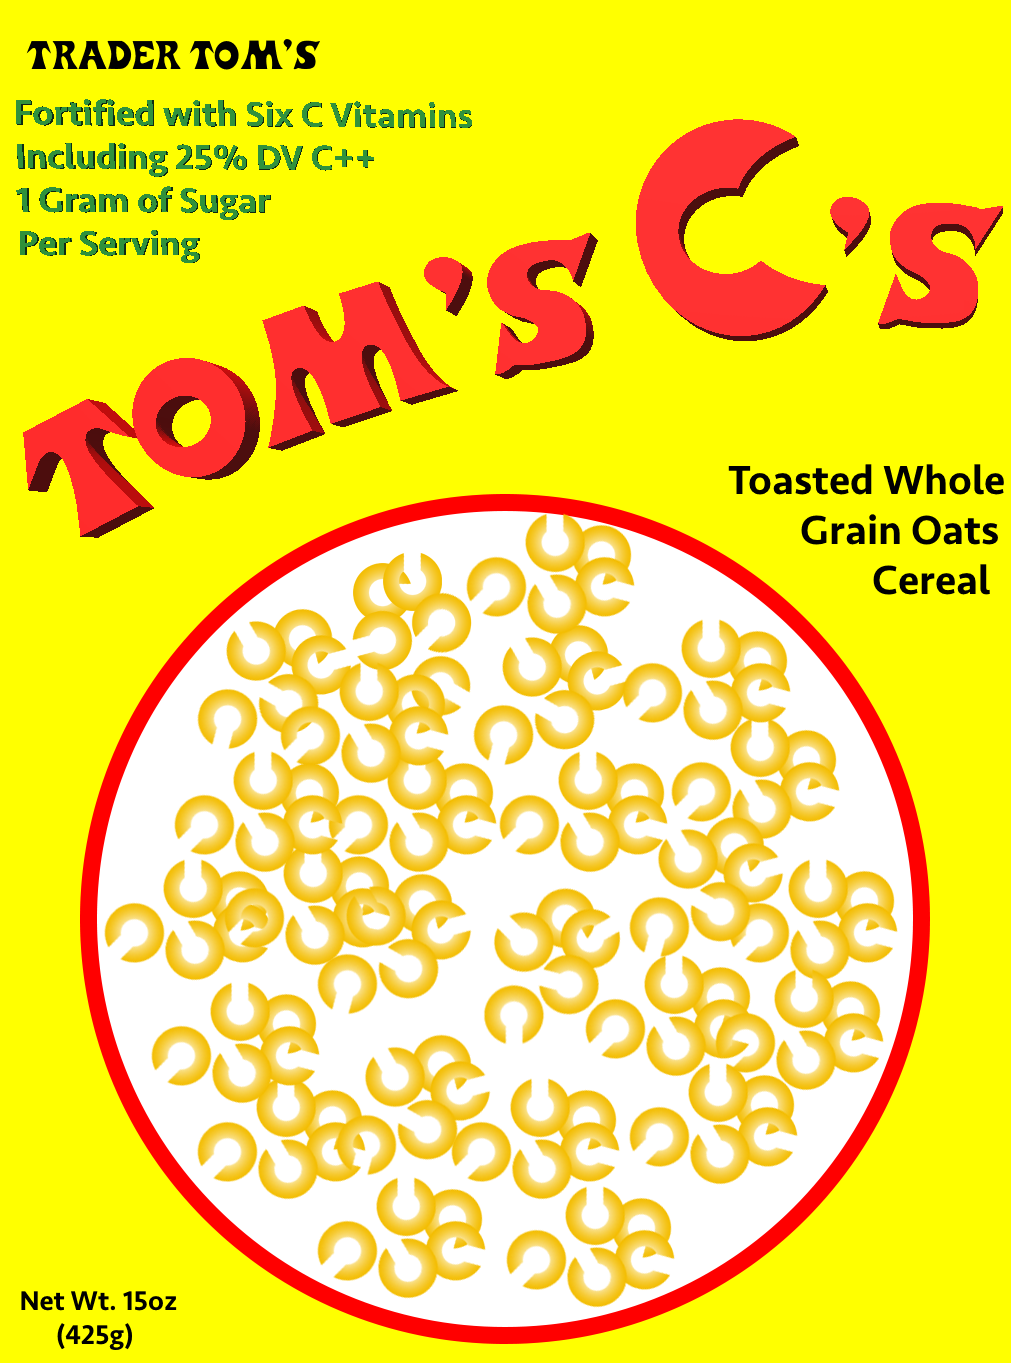 TRADER TOM'S
Fortified with Six C Vitamins
Including 25% DV C++
1 Gram of Sugar
Per Serving
TOM'S C's
Toasted Whole
Grain Oats
Cereal
Net Wt. 15oz
(425g)